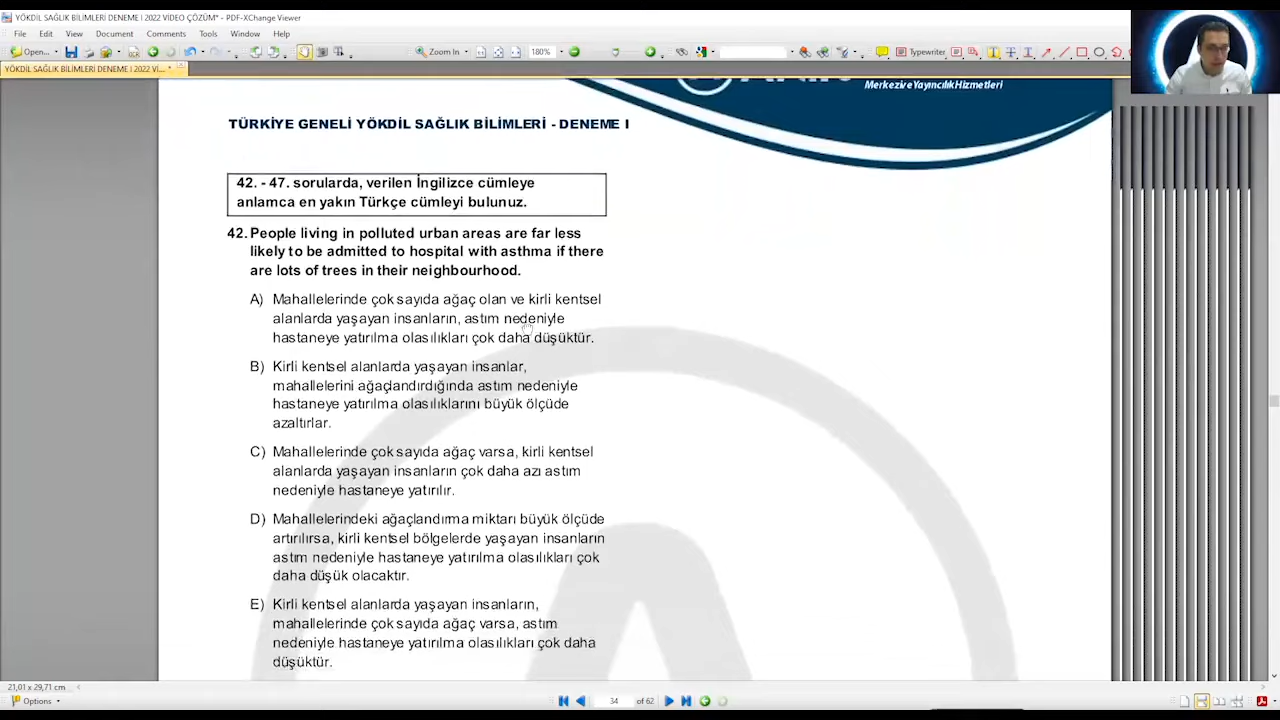 YÖKDİL SAĞLIK BİLİMLERİ DENEME I 2022 VİDEO ÇÖZÜM* - PDF-XChange Viewer
File Edit View Document Comments Tools Window Help
Open... Zoom In 180% Typewriter
YÖKDİL SAĞLIK BİLİMLERİ DENEME I 2022 Vİ... *
Merkezi ve Yayıncılık Hizmetleri
TÜRKİYE GENELİ YÖKDİL SAĞLIK BİLİMLERİ - DENEME I
42. - 47. sorularda, verilen İngilizce cümleye
anlamca en yakın Türkçe cümleyi bulunuz.
42. People living in polluted urban areas are far less
likely to be admitted to hospital with asthma if there
are lots of trees in their neighbourhood.
A) Mahallelerinde çok sayıda ağaç olan ve kirli kentsel
alanlarda yaşayan insanların, astım nedeniyle
hastaneye yatırılma olasılıkları çok daha düşüktür.
B) Kirli kentsel alanlarda yaşayan insanlar,
mahallelerini ağaçlandırdığında astım nedeniyle
hastaneye yatırılma olasılıklarını büyük ölçüde
azaltırlar.
C) Mahallelerinde çok sayıda ağaç varsa, kirli kentsel
alanlarda yaşayan insanların çok daha azı astım
nedeniyle hastaneye yatırılır.
D) Mahallelerindeki ağaçlandırma miktarı büyük ölçüde
artırılırsa, kirli kentsel bölgelerde yaşayan insanların
astım nedeniyle hastaneye yatırılma olasılıkları çok
daha düşük olacaktır.
E) Kirli kentsel alanlarda yaşayan insanların,
mahallelerinde çok sayıda ağaç varsa, astım
nedeniyle hastaneye yatırılma olasılıkları çok daha
düşüktür.
21,01 x 29,71 cm
Options 34 of 62